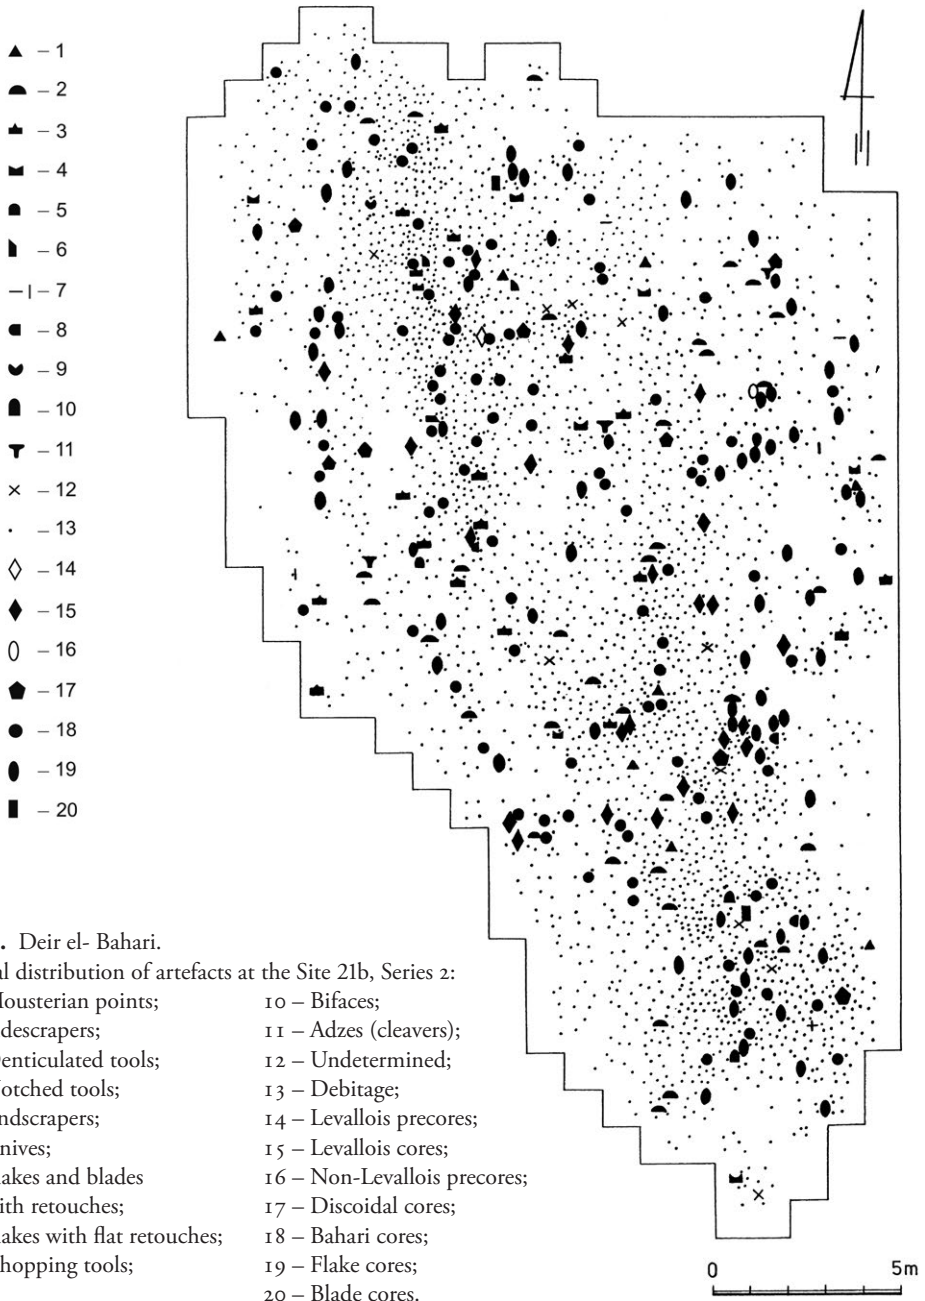 – 1
– 2
– 3
– 4
– 5
– 6
– 7
– 8
– 9
– 10
– 11
– 12
– 13
– 14
– 15
– 16
– 17
– 18
– 19
– 20
. Deir el- Bahari.
al distribution of artefacts at the Site 21b, Series 2:
Mousterian points;
descrapers;
Denticulated tools;
Notched tools;
ndscrapers;
nives;
lakes and blades
ith retouches;
lakes with flat retouches;
hopping tools;
10 – Bifaces;
11 – Adzes (cleavers);
12 – Undetermined;
13 – Debitage;
14 – Levallois precores;
15 – Levallois cores;
16 – Non-Levallois precores;
17 – Discoidal cores;
18 – Bahari cores;
19 – Flake cores;
20 – Blade cores.
0 5m